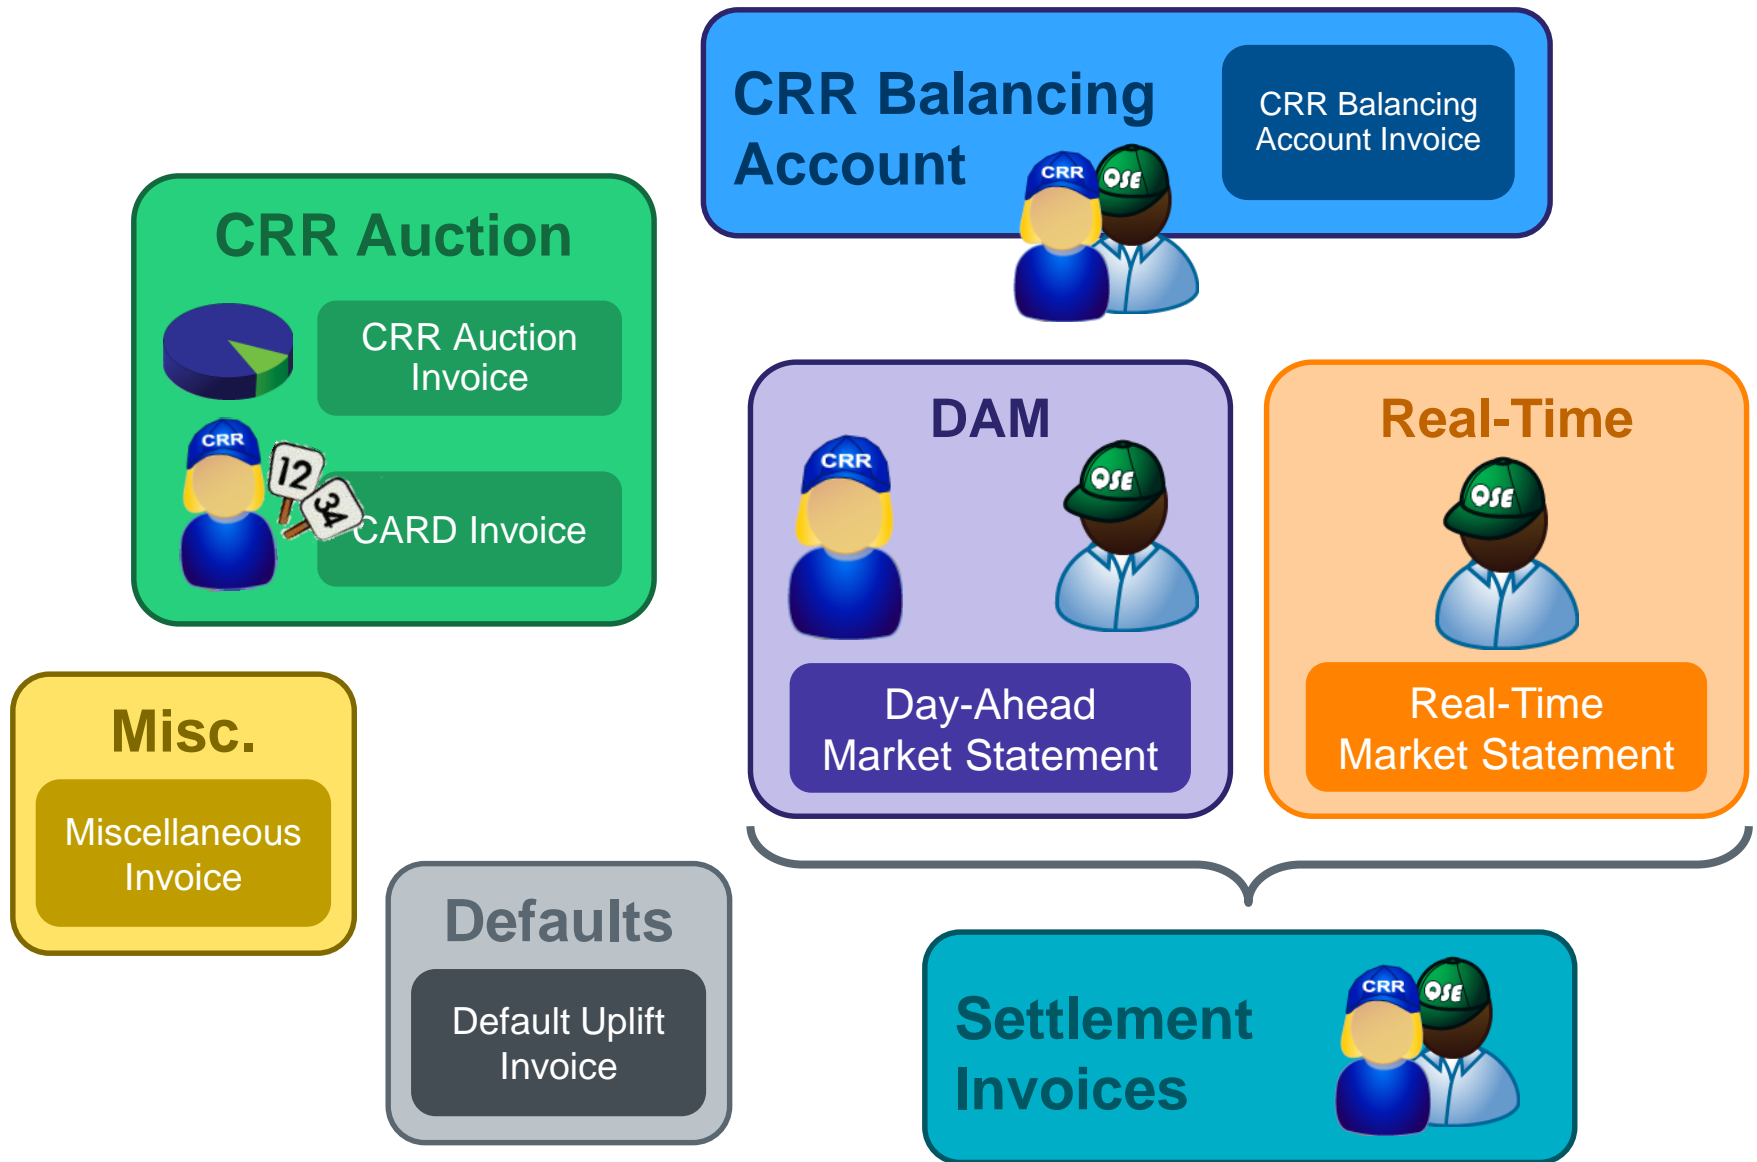 CRR Balancing
Account
CRR Balancing
Account Invoice
CRR
QSE
CRR Auction
CRR Auction
Invoice
CRR
12
34
CARD Invoice
DAM
CRR
QSE
Day-Ahead
Market Statement
Real-Time
QSE
Real-Time
Market Statement
Misc.
Miscellaneous
Invoice
Defaults
Default Uplift
Invoice
Settlement
Invoices
CRR
QSE